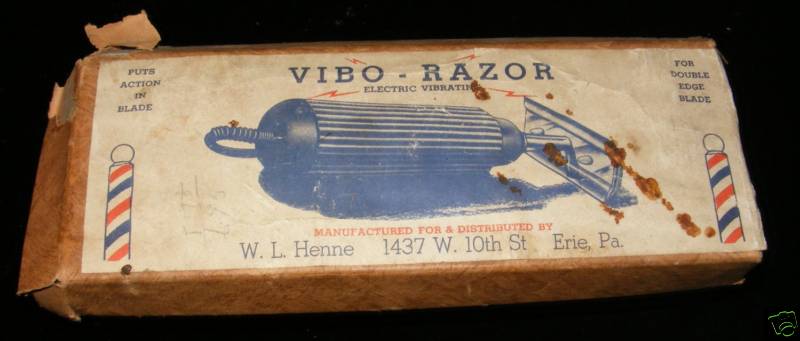 PUTS
ACTION
IN
BLADE
VIBO - RAZOR
ELECTRIC VIBRATING
FOR
DOUBLE
EDGE
BLADE
MANUFACTURED FOR & DISTRIBUTED BY
W. L. Henne 1437 W. 10th St Erie, Pa.